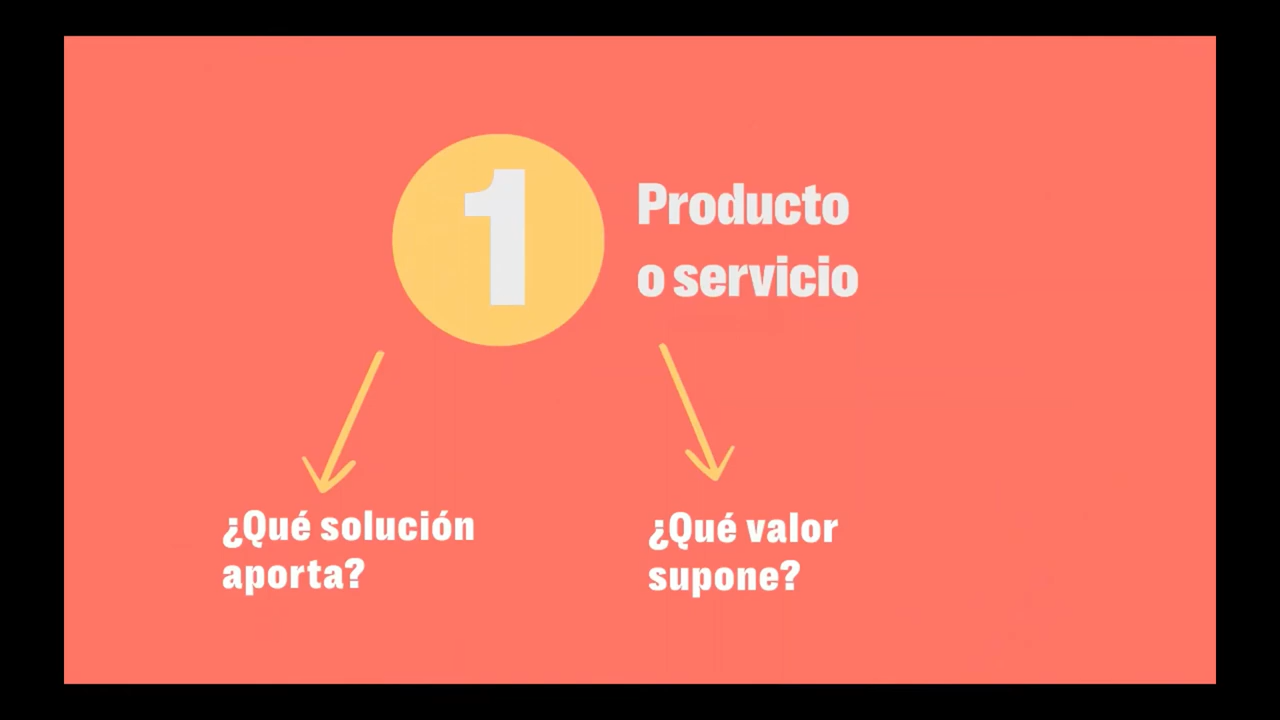 1
Producto
o servicio
¿Qué solución
aporta?
¿Qué valor
supone?